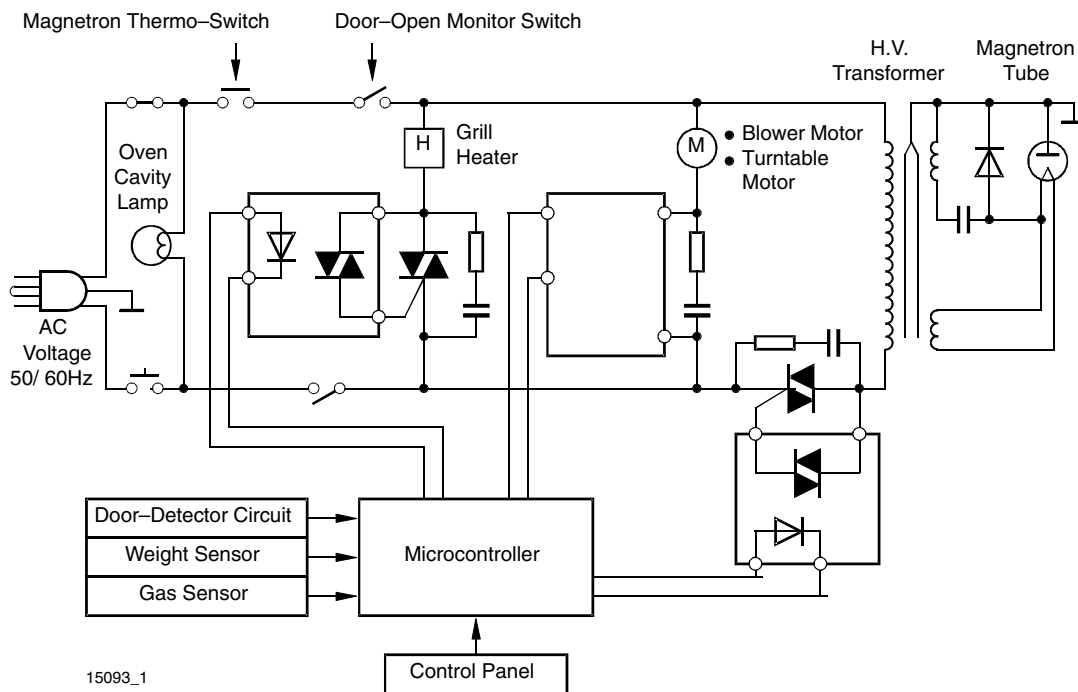 Magnetron Thermo–Switch
Door–Open Monitor Switch
H.V.
Transformer
Magnetron
Tube
Oven
Cavity
Lamp
H
Grill
Heater
M
• Blower Motor
• Turntable
Motor
AC
Voltage
50/ 60Hz
Door–Detector Circuit
Weight Sensor
Gas Sensor
Microcontroller
Control Panel
15093_1